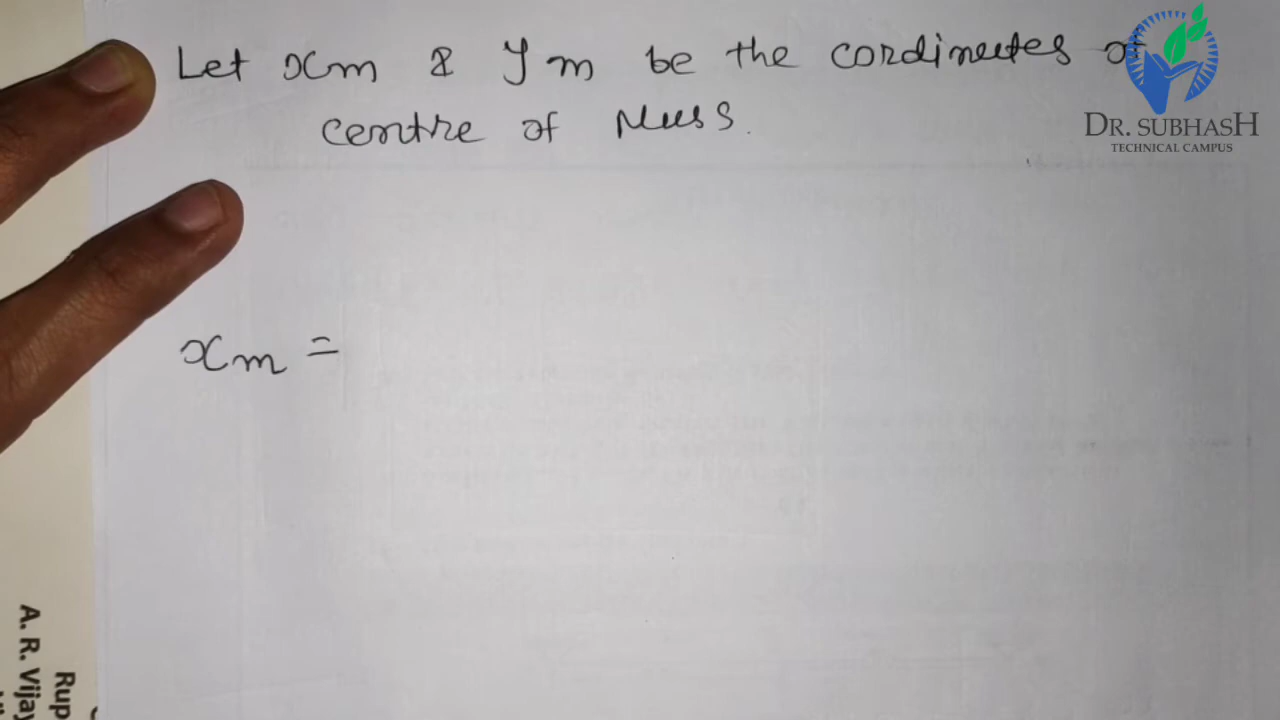 Let xm & ym be the cordinates of
centre of Mass.
DR. SUBHASH
TECHNICAL CAMPUS
xm =
A. R. Vijay
Rup